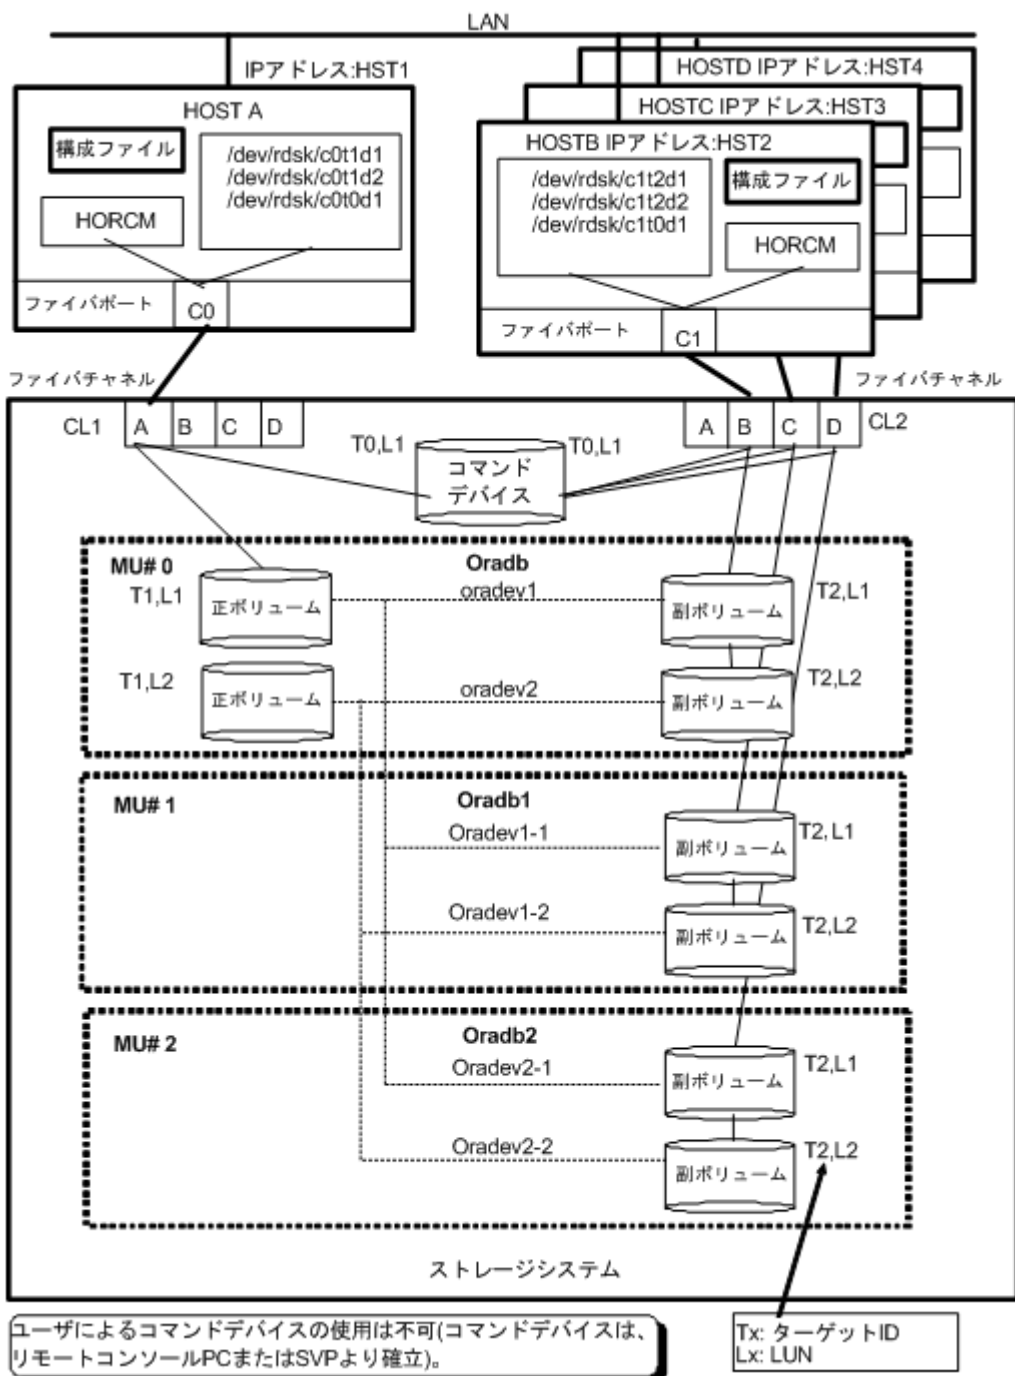 LAN
IPアドレス:HST1
HOSTD IPアドレス:HST4
HOSTC IPアドレス:HST3
HOST A
HOSTB IPアドレス:HST2
構成ファイル
/dev/rdsk/c0t1d1
/dev/rdsk/c0t1d2
/dev/rdsk/c0t0d1
HORCM
/dev/rdsk/c1t2d1
/dev/rdsk/c1t2d2
/dev/rdsk/c1t0d1
構成ファイル
HORCM
ファイバポート
C0
ファイバポート
C1
ファイバチャネル
ファイバチャネル
CL1
A
B
C
D
A
B
C
D
CL2
T0,L1
T0,L1
コマンド
デバイス
MU# 0
Oradb
T1,L1
正ボリューム
oradev1
副ボリューム
T2,L1
T1,L2
正ボリューム
oradev2
副ボリューム
T2,L2
MU# 1
Oradb1
Oradev1-1
副ボリューム
T2,L1
Oradev1-2
副ボリューム
T2,L2
MU# 2
Oradb2
Oradev2-1
副ボリューム
T2,L1
Oradev2-2
副ボリューム
T2,L2
ストレージシステム
ユーザによるコマンドデバイスの使用は不可(コマンドデバイスは、
リモートコンソールPCまたはSVPより確立)。
Tx: ターゲットID
Lx: LUN